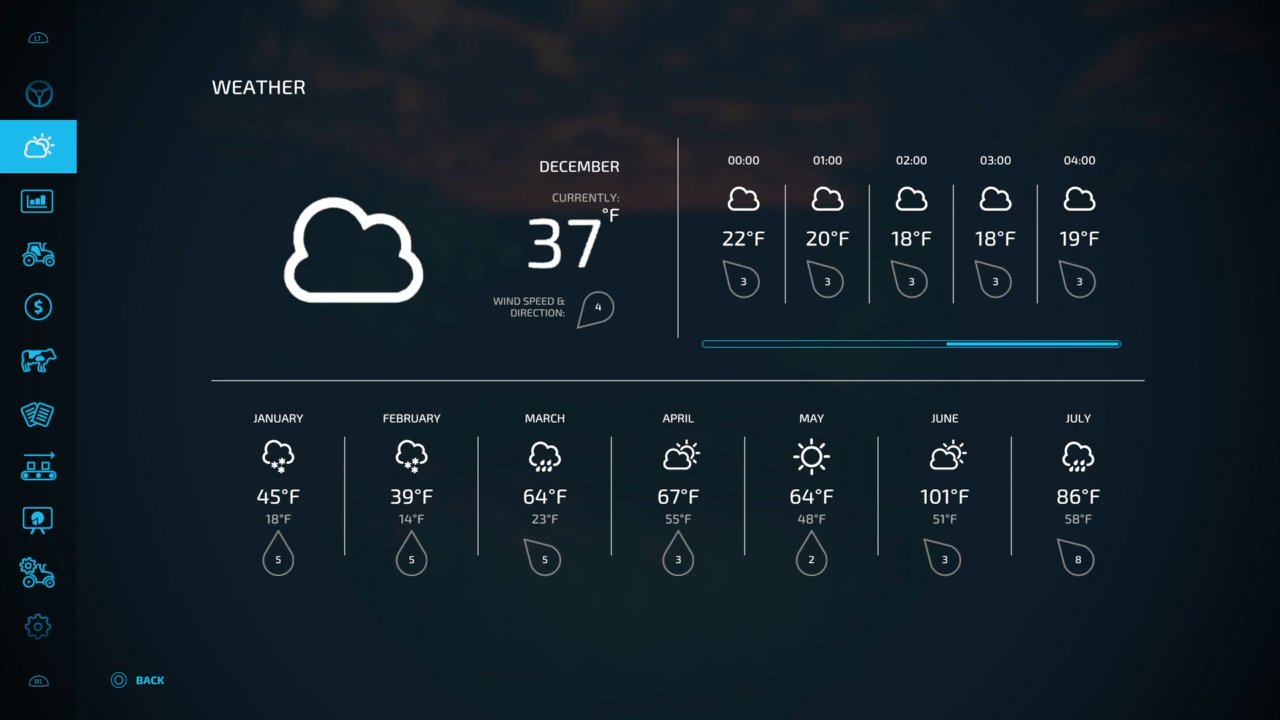 L1
WEATHER
DECEMBER
CURRENTLY:
37°F
WIND SPEED &
DIRECTION:
4
00:00 01:00 02:00 03:00 04:00
22°F 20°F 18°F 18°F 19°F
3 3 3 3 3
JANUARY FEBRUARY MARCH APRIL MAY JUNE JULY
45°F 39°F 64°F 67°F 64°F 101°F 86°F
18°F 14°F 23°F 55°F 48°F 51°F 58°F
5 5 5 3 2 3 8
$
R1
BACK